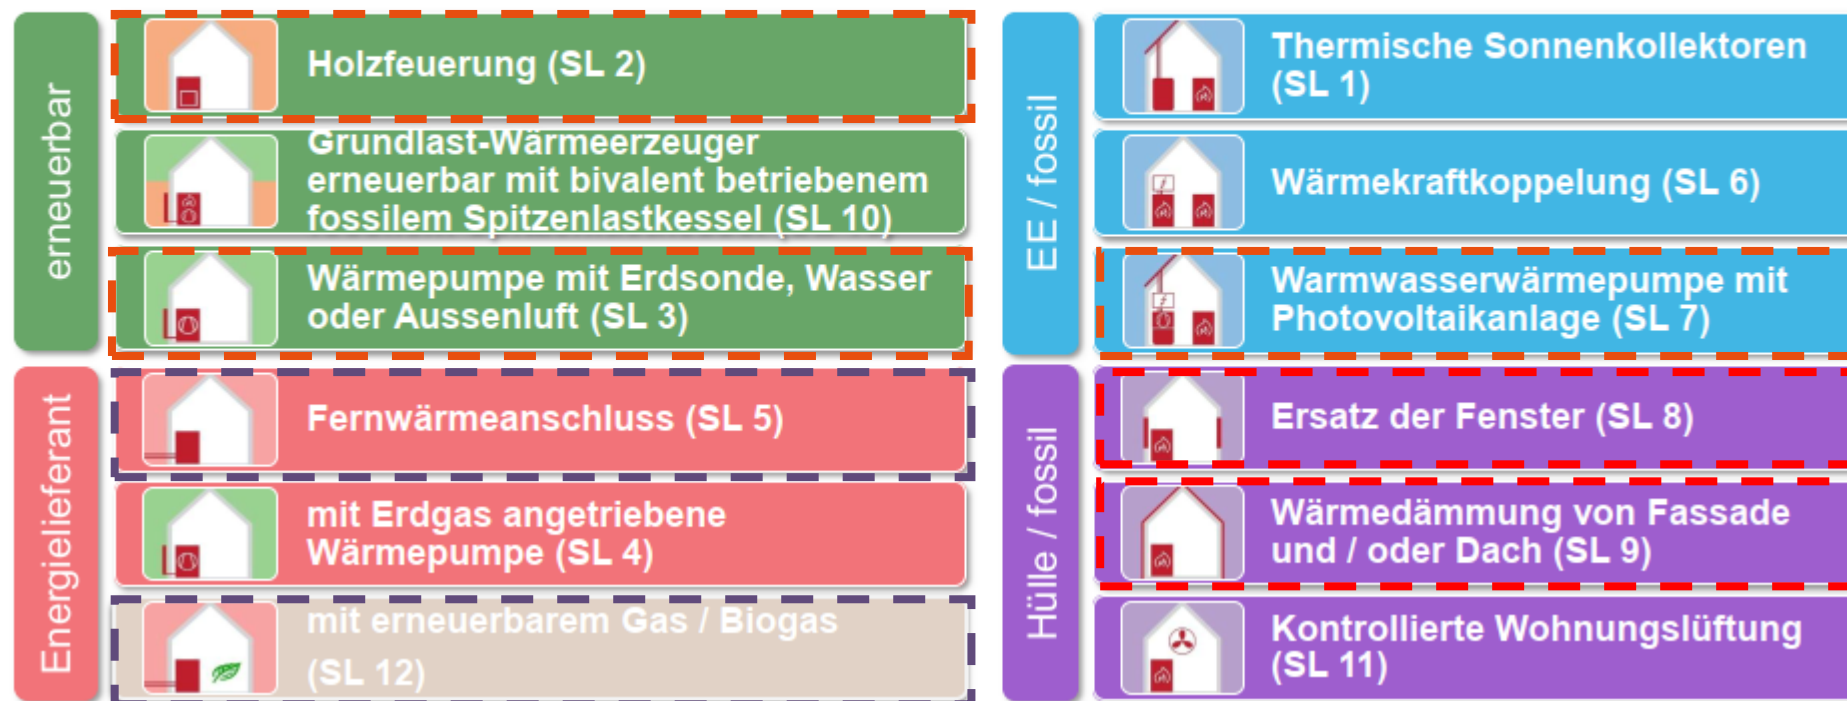 erneuerbar
Holzfeuerung (SL 2)
Grundlast-Wärmeerzeuger
erneuerbar mit bivalent betriebenem
fossilem Spitzenlastkessel (SL 10)
Wärmepumpe mit Erdsonde, Wasser
oder Aussenluft (SL 3)
Energielieferant
Fernwärmeanschluss (SL 5)
mit Erdgas angetriebene
Wärmepumpe (SL 4)
mit erneuerbarem Gas / Biogas
(SL 12)
EE / fossil
Thermische Sonnenkollektoren
(SL 1)
Wärmekraftkoppelung (SL 6)
Warmwasserwärmepumpe mit
Photovoltaikanlage (SL 7)
Hülle / fossil
Ersatz der Fenster (SL 8)
Wärmedämmung von Fassade
und / oder Dach (SL 9)
Kontrollierte Wohnungslüftung
(SL 11)